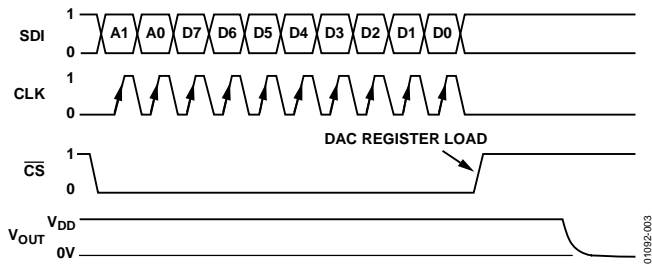 SDI
1
0
A1 A0 D7 D6 D5 D4 D3 D2 D1 D0
CLK
1
0
DAC REGISTER LOAD
CS
1
0
VOUT
VDD
0V
01092-003